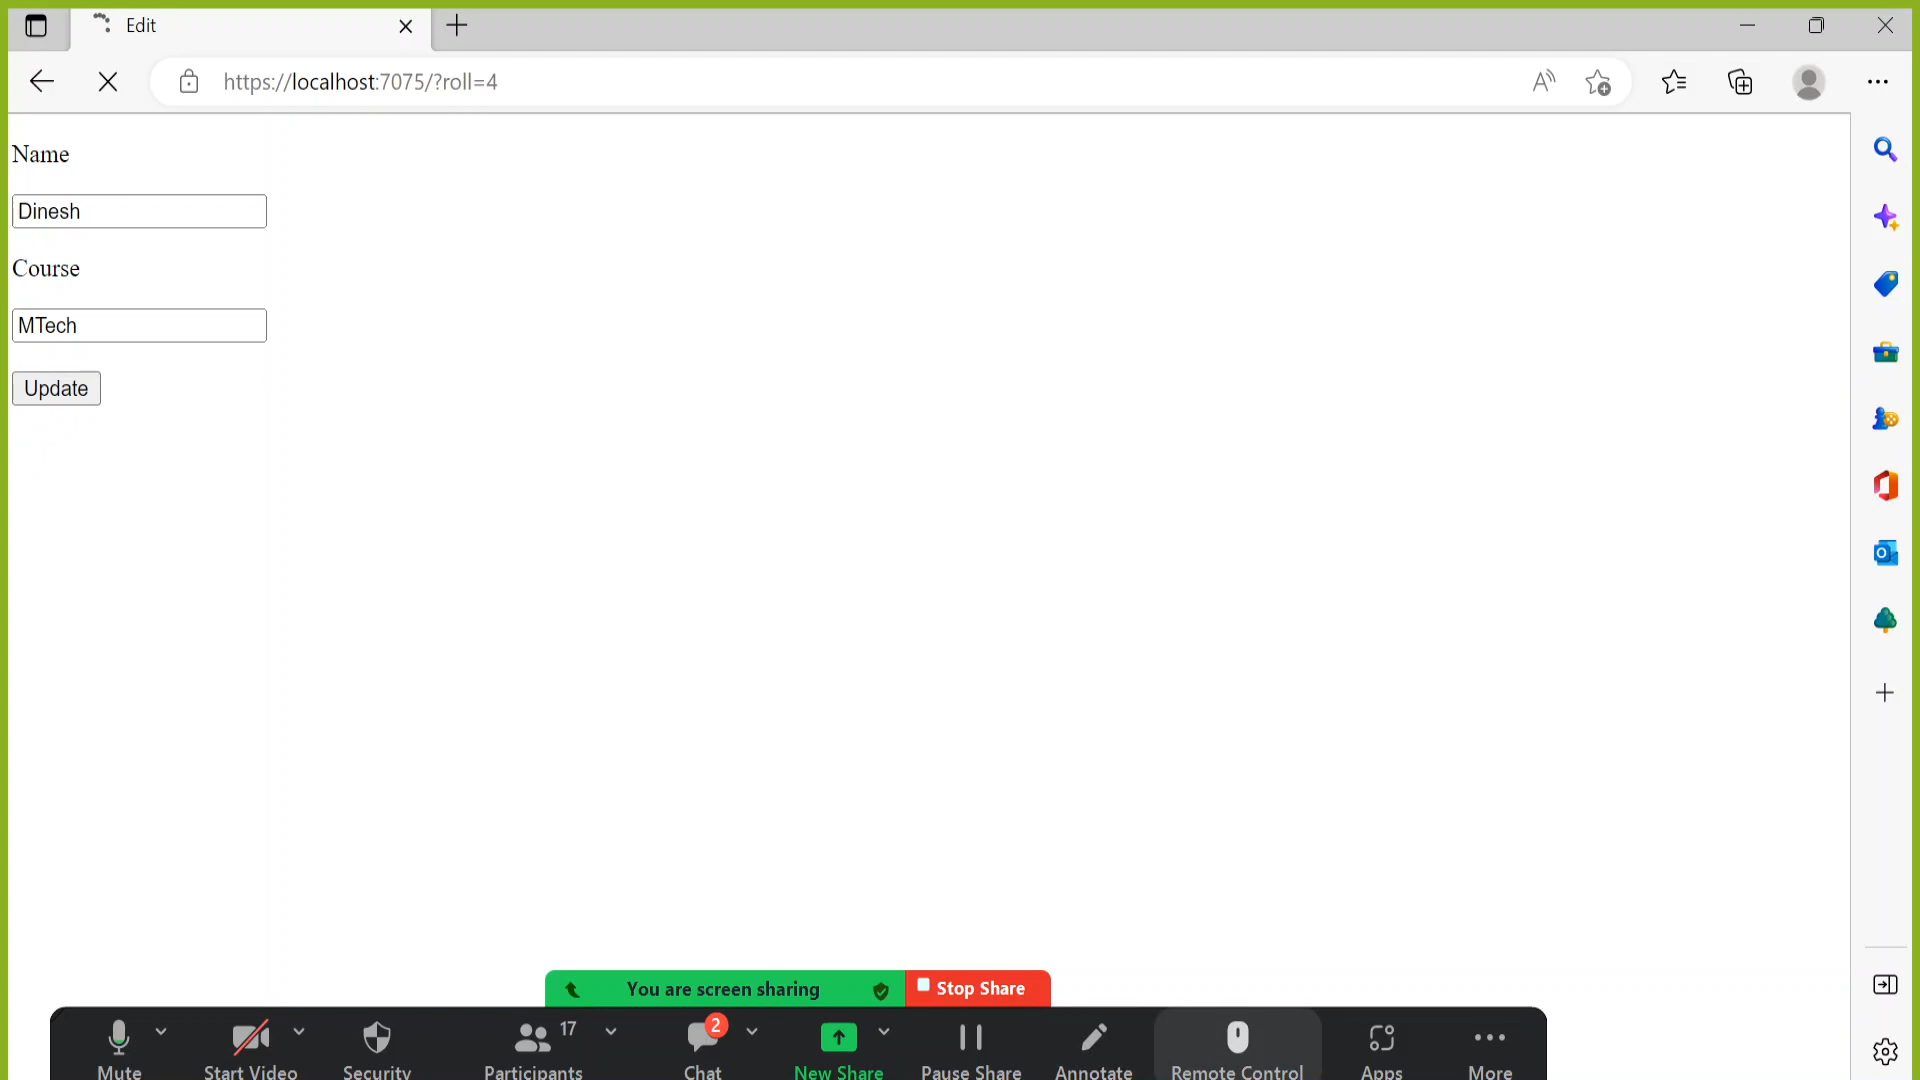 Edit
https://localhost:7075/?roll=4
Name
Dinesh
Course
MTech
Update
You are screen sharing
Stop Share
17
2
Mute
Start Video
Security
Participants
Chat
New Share
Pause Share
Annotate
Remote Control
Apps
More